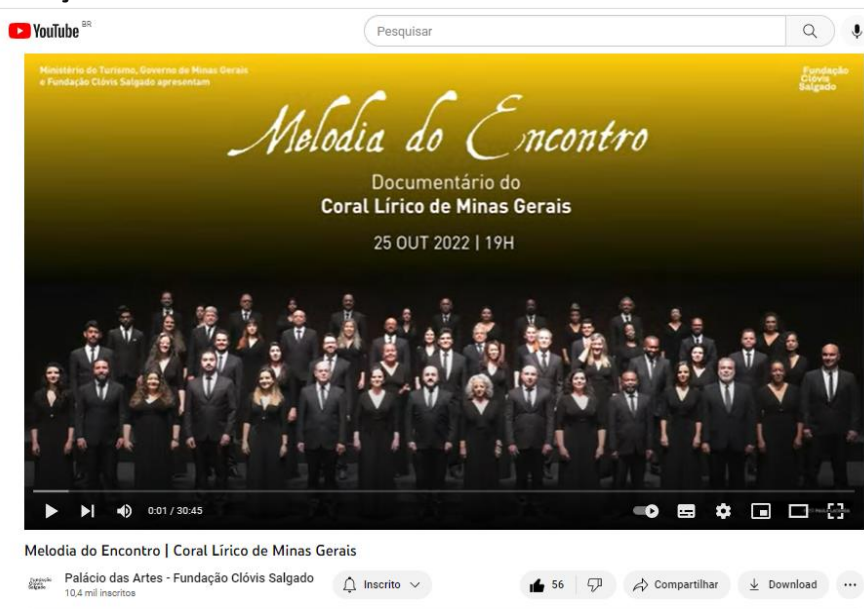 YouTube BR
Pesquisar
Ministério do Turismo, Governo de Minas Gerais
e Fundação Clóvis Salgado apresentam
Fundação
Clóvis
Salgado
Melodia do Encontro
Documentário do
Coral Lírico de Minas Gerais
25 OUT 2022 | 19H
0:01 / 30:45
Melodia do Encontro | Coral Lírico de Minas Gerais
Fundação
Clóvis
Salgado
Palácio das Artes - Fundação Clóvis Salgado
10,4 mil inscritos
Inscrito
56
Compartilhar
Download